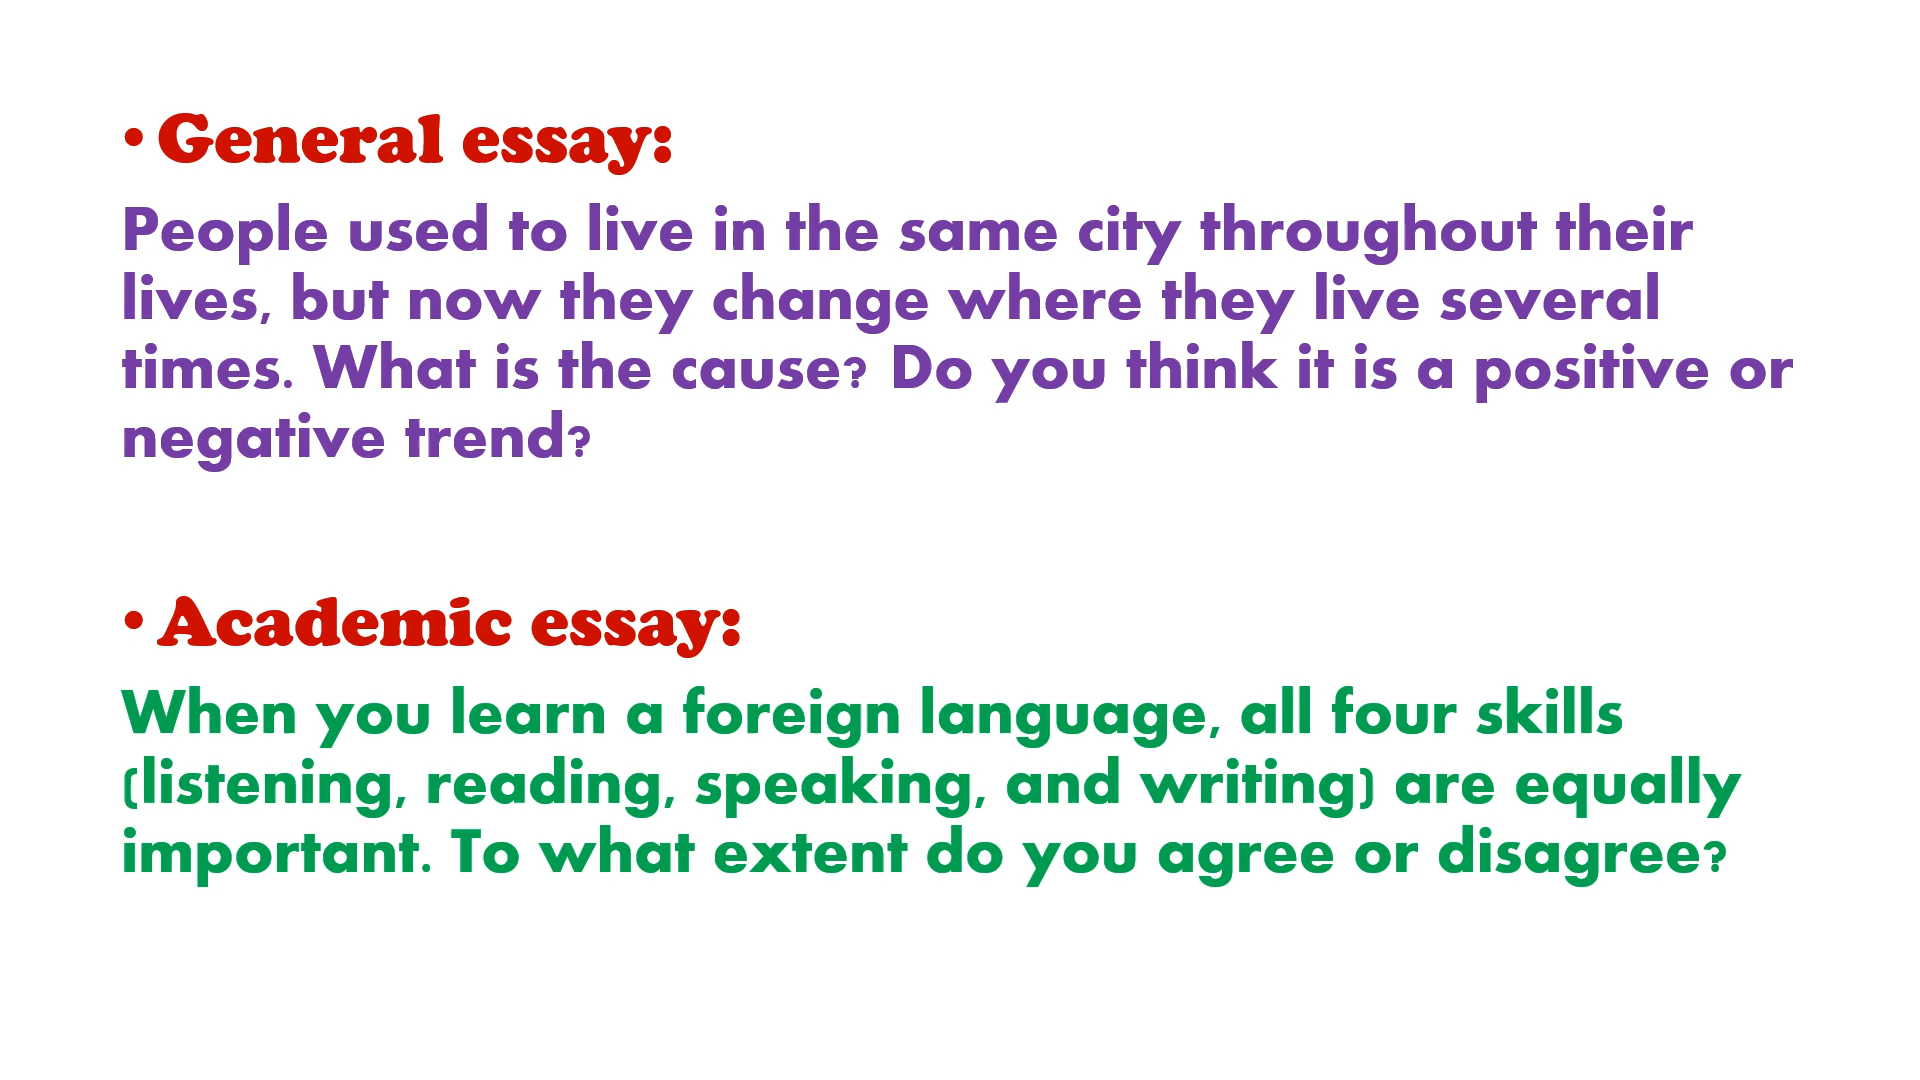 • General essay:
People used to live in the same city throughout their
lives, but now they change where they live several
times. What is the cause? Do you think it is a positive or
negative trend?
• Academic essay:
When you learn a foreign language, all four skills
(listening, reading, speaking, and writing) are equally
important. To what extent do you agree or disagree?